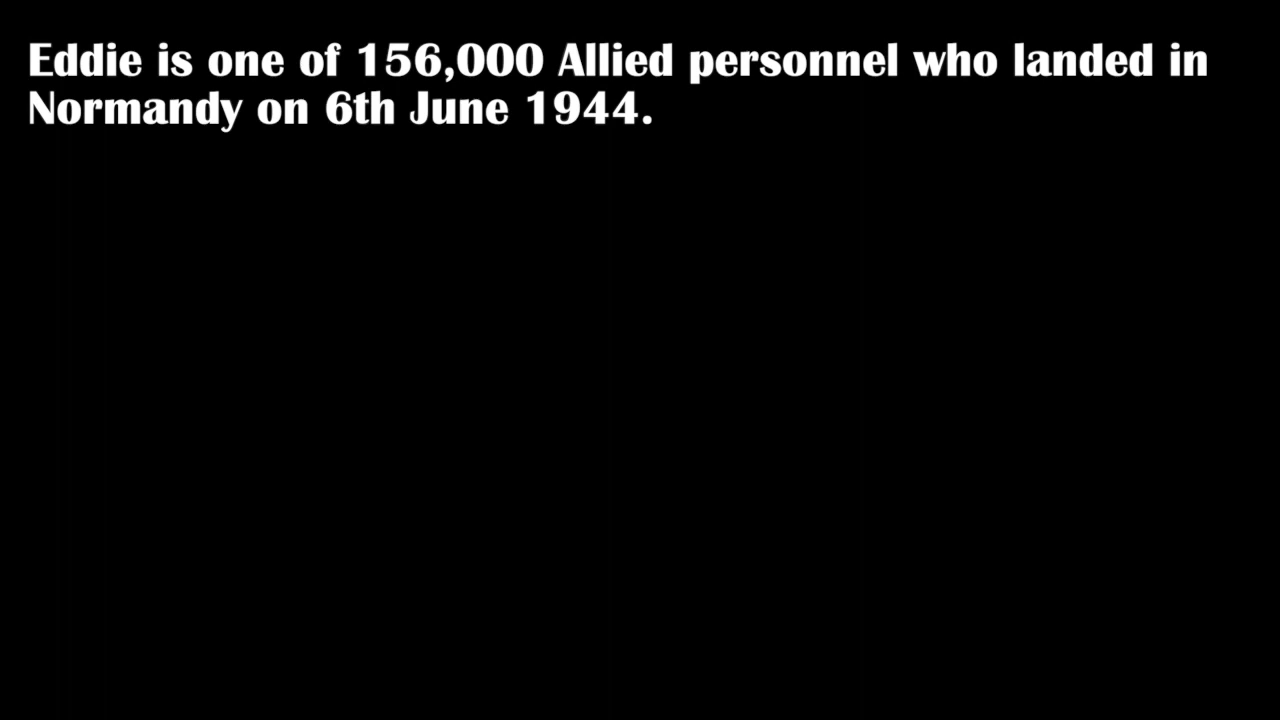 Eddie is one of 156,000 Allied personnel who landed in
Normandy on 6th June 1944.